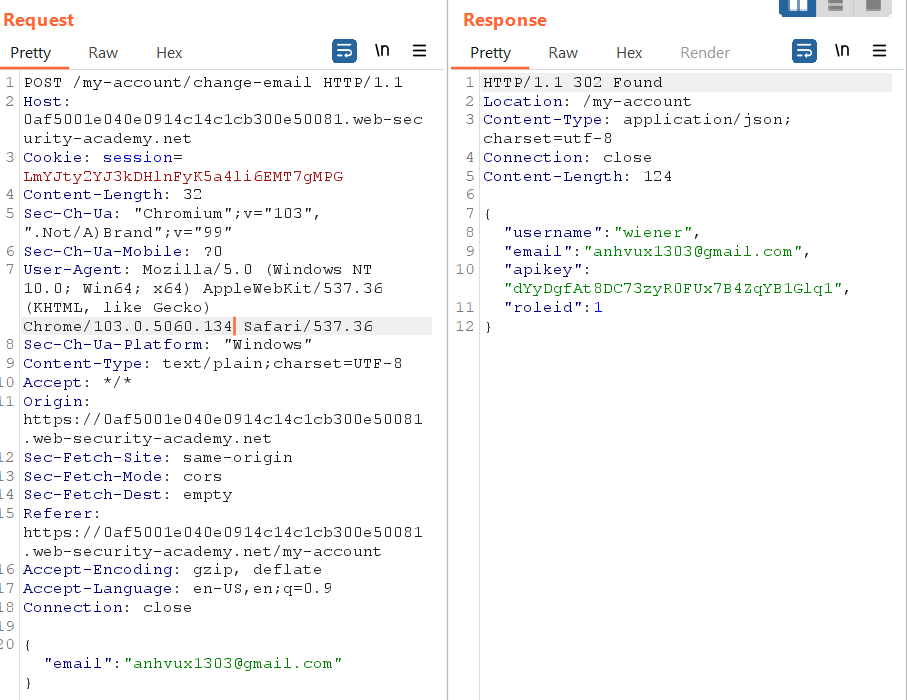 Request
Pretty Raw Hex \n
1 POST /my-account/change-email HTTP/1.1
2 Host:
0af5001e040e0914c14c1cb300e50081.web-sec
urity-academy.net
3 Cookie: session=
LmYJty2YJ3kDHlnFyK5a4li6EMT7gMPG
4 Content-Length: 32
5 Sec-Ch-Ua: "Chromium";v="103",
".Not/A)Brand";v="99"
6 Sec-Ch-Ua-Mobile: ?0
7 User-Agent: Mozilla/5.0 (Windows NT
10.0; Win64; x64) AppleWebKit/537.36
(KHTML, like Gecko)
Chrome/103.0.5060.134 Safari/537.36
8 Sec-Ch-Ua-Platform: "Windows"
9 Content-Type: text/plain;charset=UTF-8
10 Accept: */*
11 Origin:
https://0af5001e040e0914c14c1cb300e50081
.web-security-academy.net
12 Sec-Fetch-Site: same-origin
13 Sec-Fetch-Mode: cors
14 Sec-Fetch-Dest: empty
15 Referer:
https://0af5001e040e0914c14c1cb300e50081
.web-security-academy.net/my-account
16 Accept-Encoding: gzip, deflate
17 Accept-Language: en-US,en;q=0.9
18 Connection: close
19
20 {
"email":"anhvux1303@gmail.com"
}
Response
Pretty Raw Hex Render \n
1 HTTP/1.1 302 Found
2 Location: /my-account
3 Content-Type: application/json;
charset=utf-8
4 Connection: close
5 Content-Length: 124
6
7 {
8 "username":"wiener",
9 "email":"anhvux1303@gmail.com",
10 "apikey":
"dYyDgfAt8DC73zyR0FUx7B4ZqYB1Glq1",
11 "roleid":1
12 }